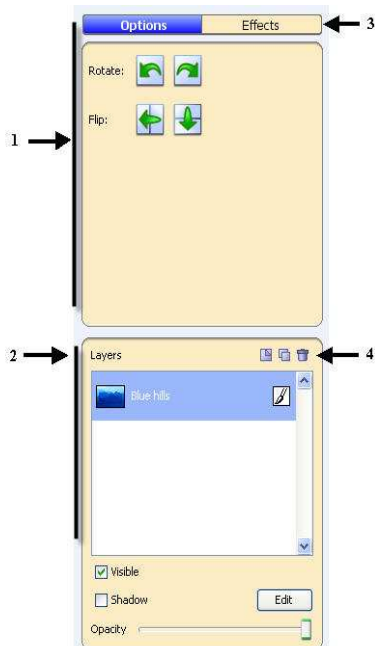 Options Effects 3
Rotate:
Flip:
1
2 Layers 4
Blue hills
Visible
Shadow Edit
Opacity